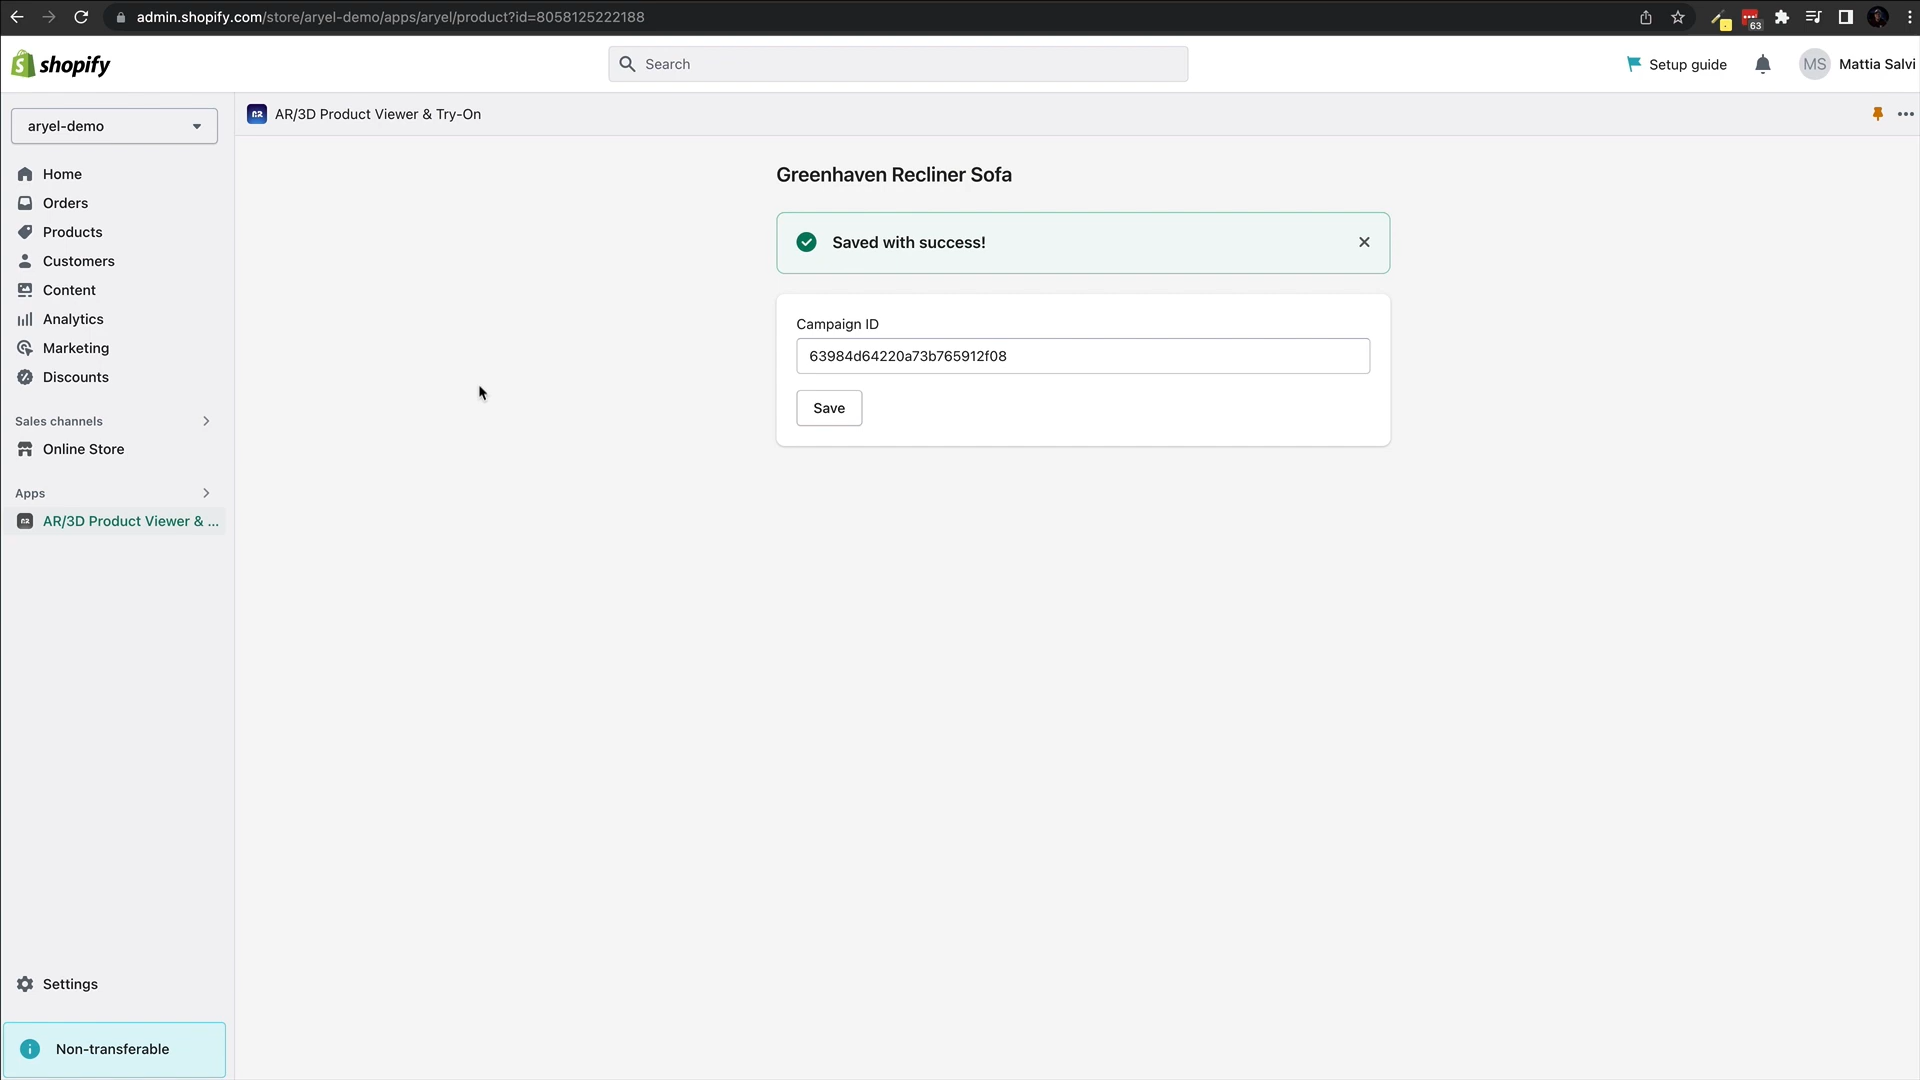 admin.shopify.com/store/aryel-demo/apps/aryel/product?id=8058125222188
63
shopify
Search
Setup guide
MS
Mattia Salvi
aryel-demo
AR/3D Product Viewer & Try-On
Home
Orders
Products
Customers
Content
Analytics
Marketing
Discounts
Sales channels
Online Store
Apps
AR/3D Product Viewer & ...
Settings
Non-transferable
Greenhaven Recliner Sofa
Saved with success!
Campaign ID
63984d64220a73b765912f08
Save